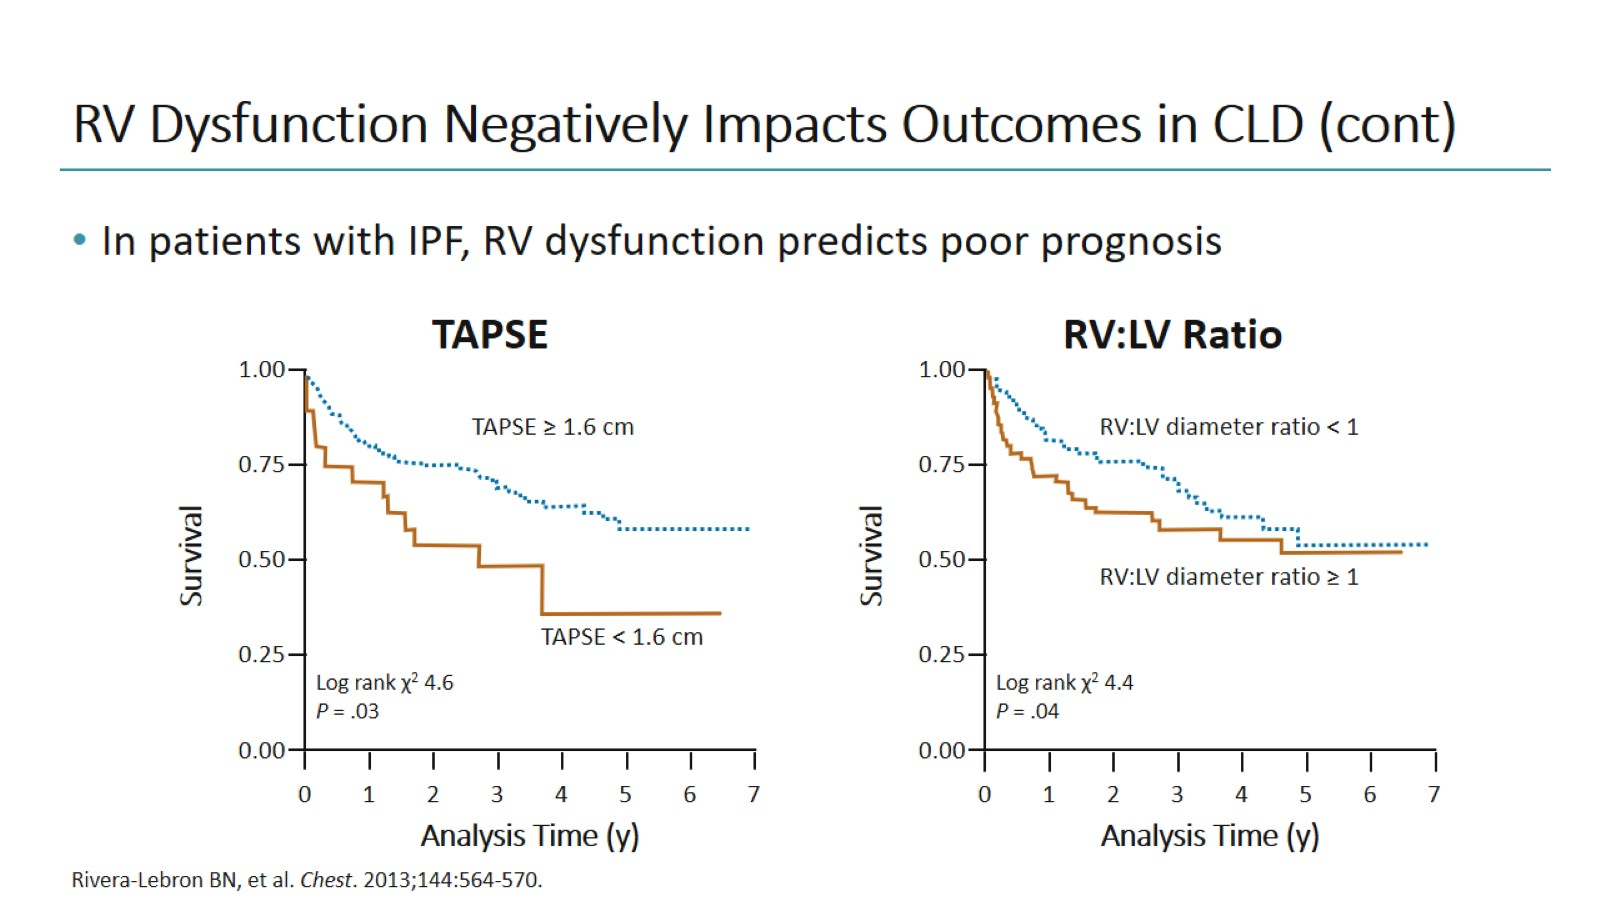 RV Dysfunction Negatively Impacts Outcomes in CLD (cont)
• In patients with IPF, RV dysfunction predicts poor prognosis
TAPSE
1.00
0.75
0.50
0.25
0.00
Survival
TAPSE ≥ 1.6 cm
TAPSE < 1.6 cm
Log rank χ² 4.6
P = .03
0 1 2 3 4 5 6 7
Analysis Time (y)
RV:LV Ratio
1.00
0.75
0.50
0.25
0.00
Survival
RV:LV diameter ratio < 1
RV:LV diameter ratio ≥ 1
Log rank χ² 4.4
P = .04
0 1 2 3 4 5 6 7
Analysis Time (y)
Rivera-Lebron BN, et al. Chest. 2013;144:564-570.